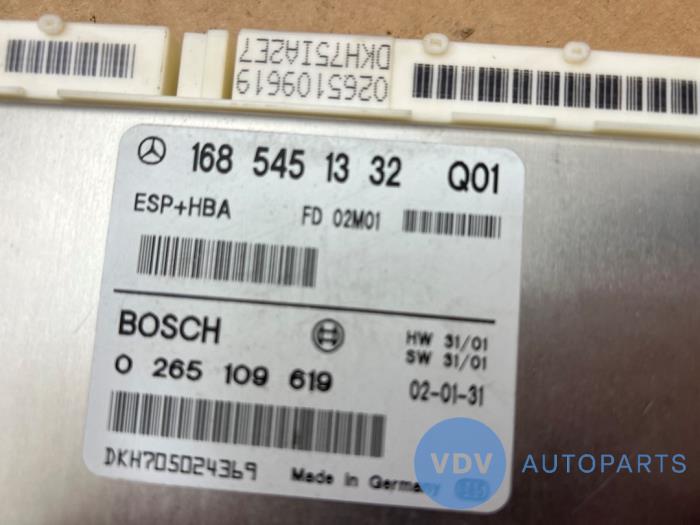 DKH75IA2E7
0265109619
168 545 13 32 Q01
ESP+HBA FD 02M01
BOSCH
HW 31/01
SW 31/01
0 265 109 619 02-01-31
DKH705024369 Made in Germany
VDV AUTOPARTS